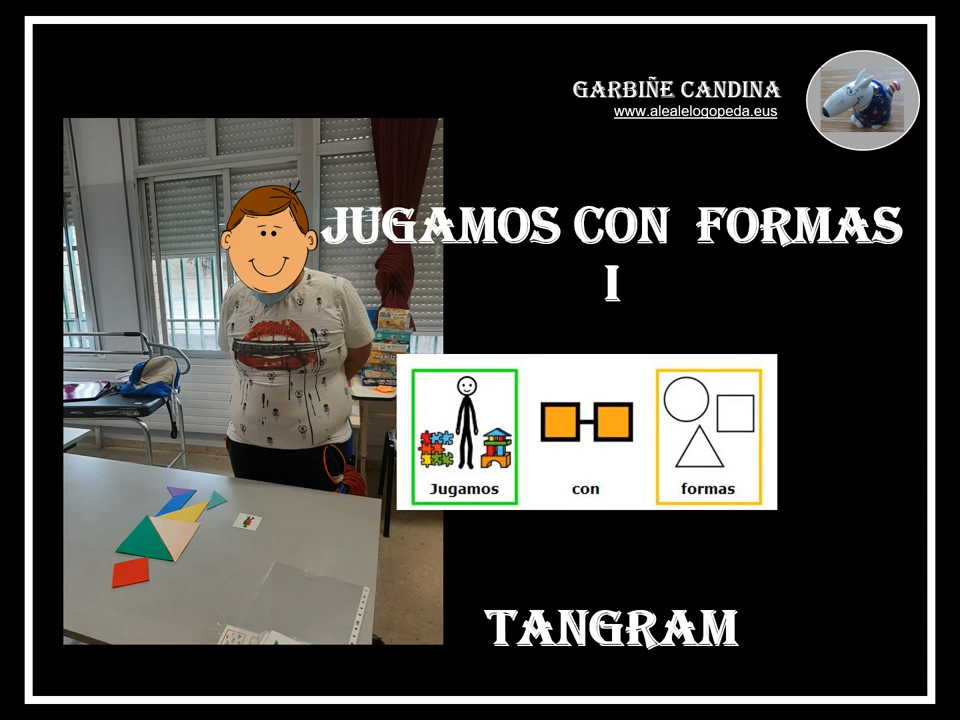 GARBIÑE CANDINA
www.alealelogopeda.eus
JUGAMOS CON FORMAS
I
Jugamos con formas
TANGRAM